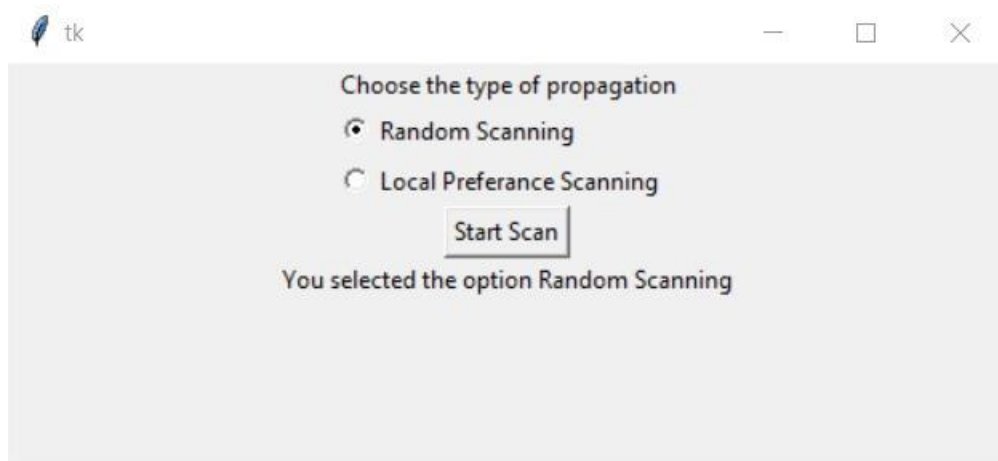 tk
Choose the type of propagation
Random Scanning
Local Preferance Scanning
Start Scan
You selected the option Random Scanning